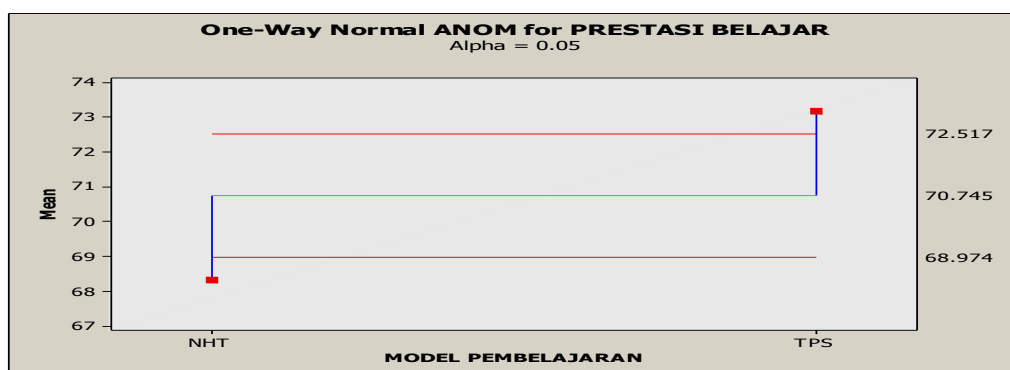 One-Way Normal ANOM for PRESTASI BELAJAR
Alpha = 0.05
74
73
72
71
70
69
68
67
Mean
72.517
70.745
68.974
NHT
TPS
MODEL PEMBELAJARAN